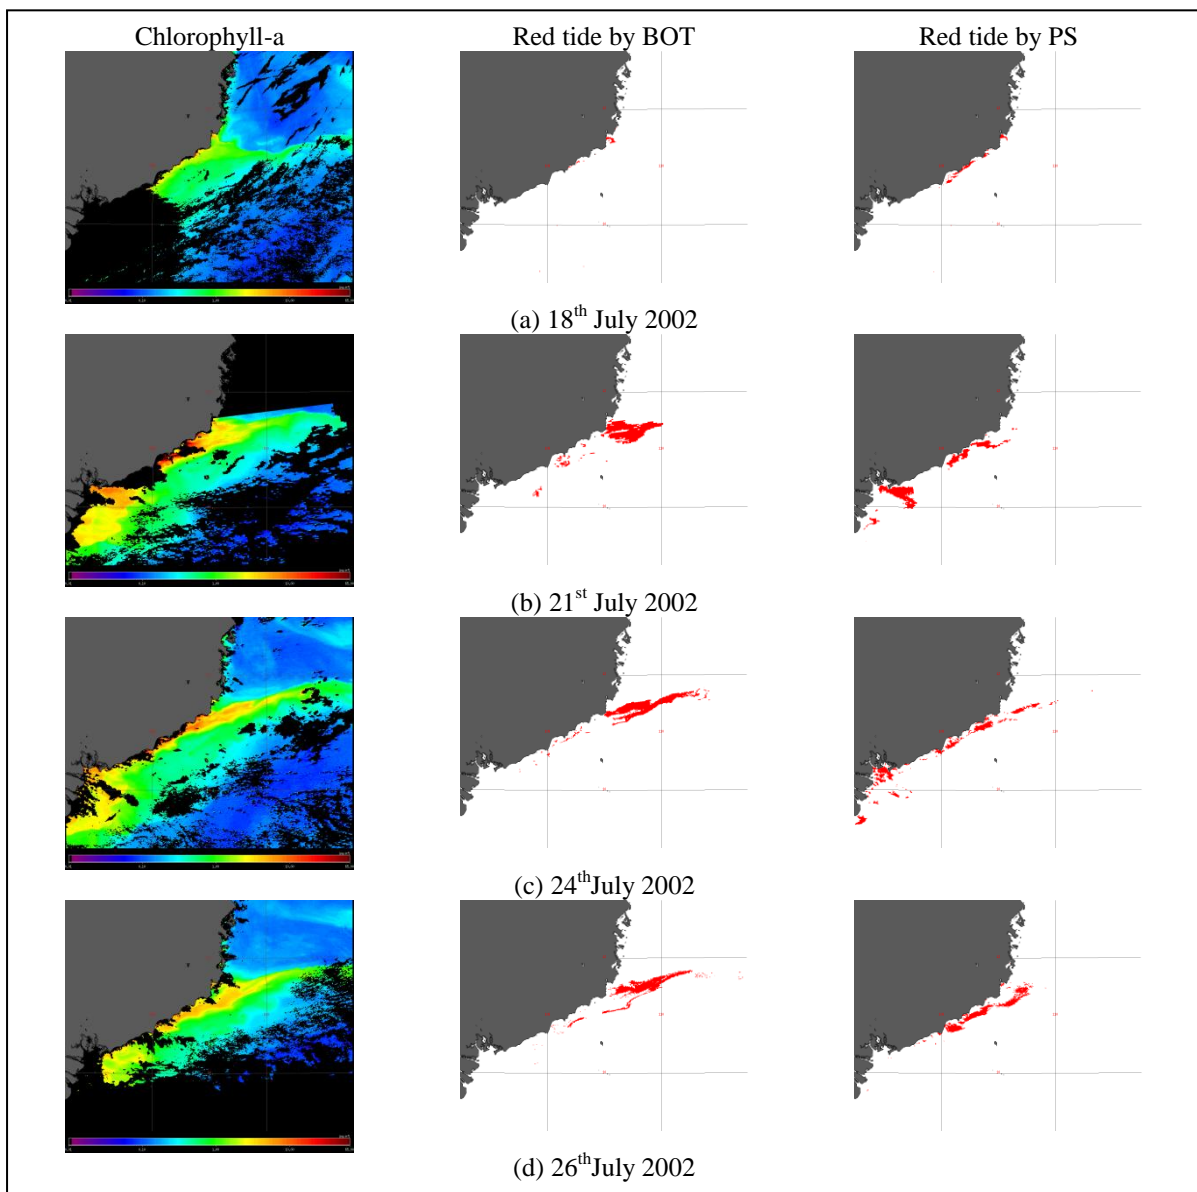 Chlorophyll-a Red tide by BOT Red tide by PS
(a) 18th July 2002
(b) 21st July 2002
(c) 24thJuly 2002
(d) 26thJuly 2002